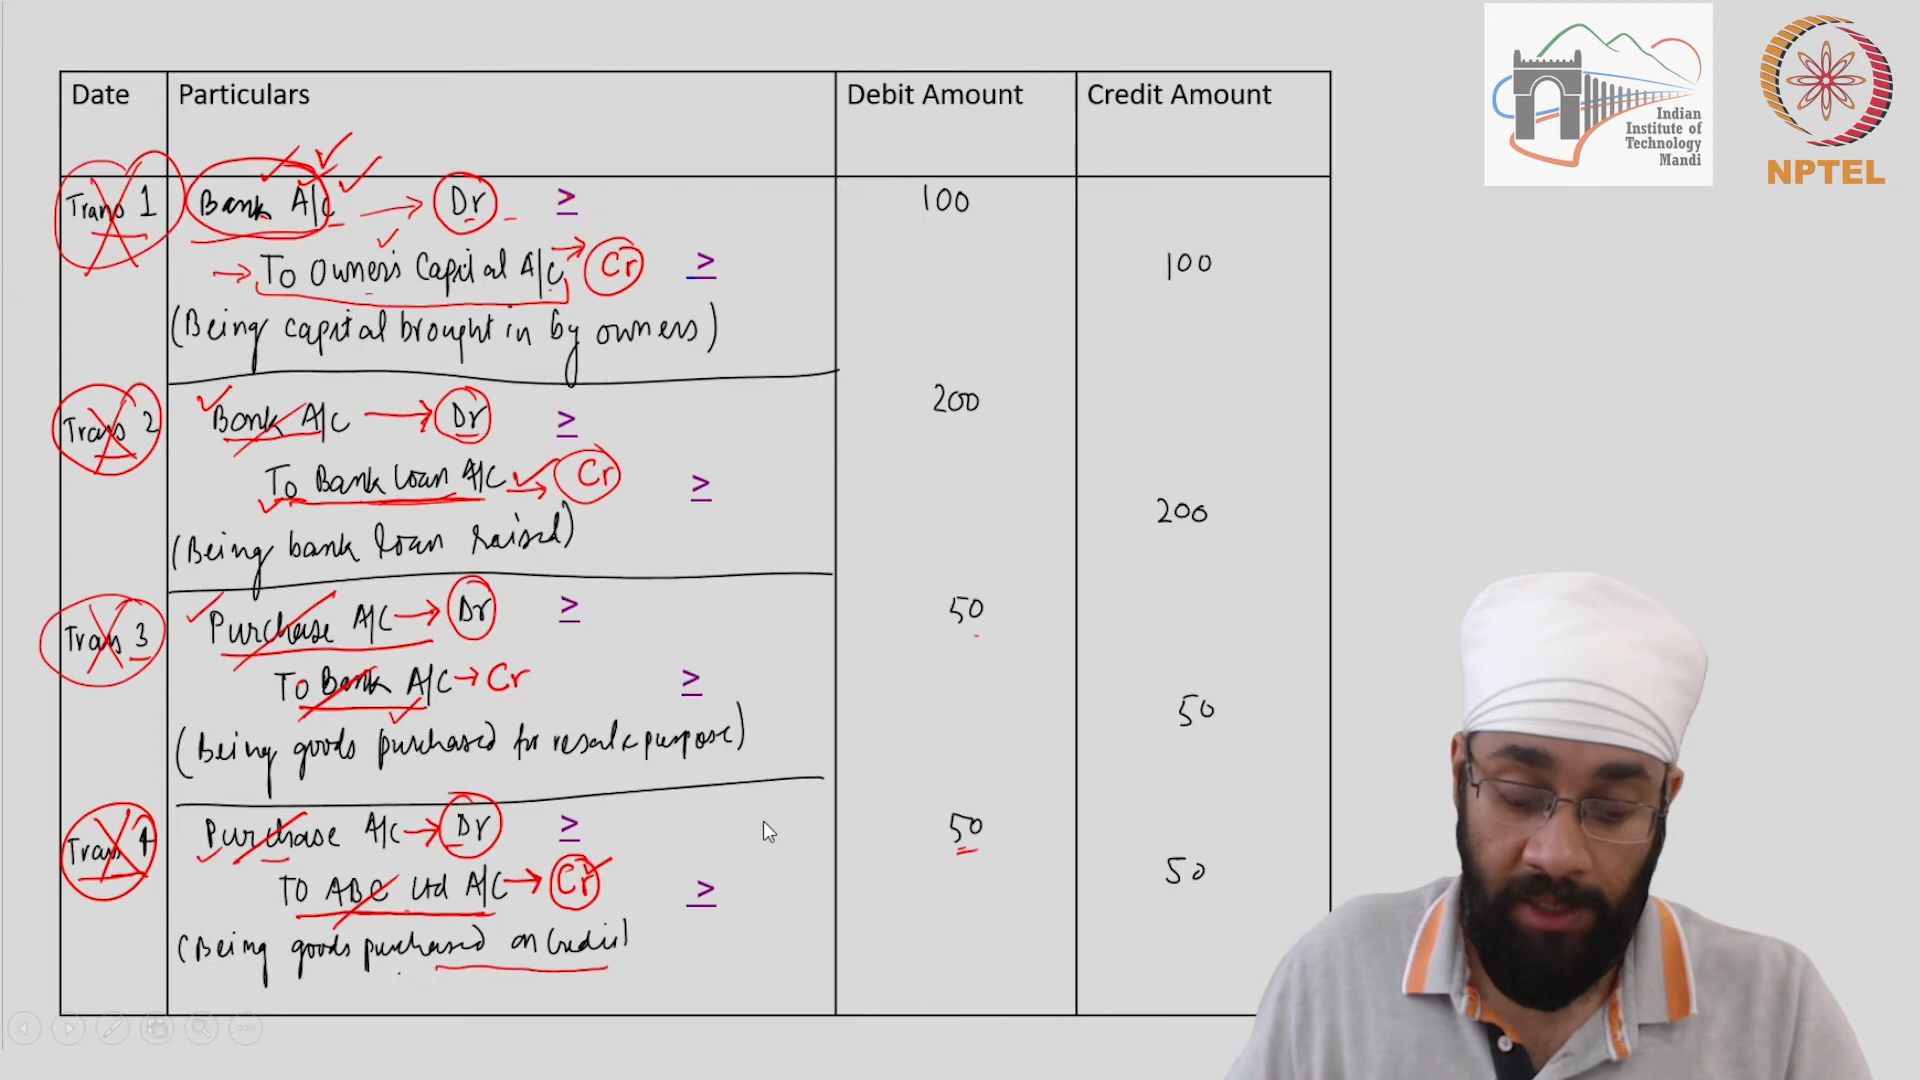 Date Particulars Debit Amount Credit Amount
Trans 1 Bank A/C → Dr ≥ 100
→ To Owner's Capital A/C → Cr ≥ 100
(Being capital brought in by owners)
Trans 2 Bank A/C → Dr ≥ 200
To Bank Loan A/C → Cr ≥
200
(Being bank loan raised)
Trans 3 Purchase A/C → Dr ≥ 50
To Bank A/C → Cr ≥
50
(Being goods purchased for resale purpose)
Trans 4 Purchase A/C → Dr ≥ 50
To ABC Ltd A/C → Cr ≥ 50
(Being goods purchased on Credit)
Indian
Institute of
Technology
Mandi
NPTEL